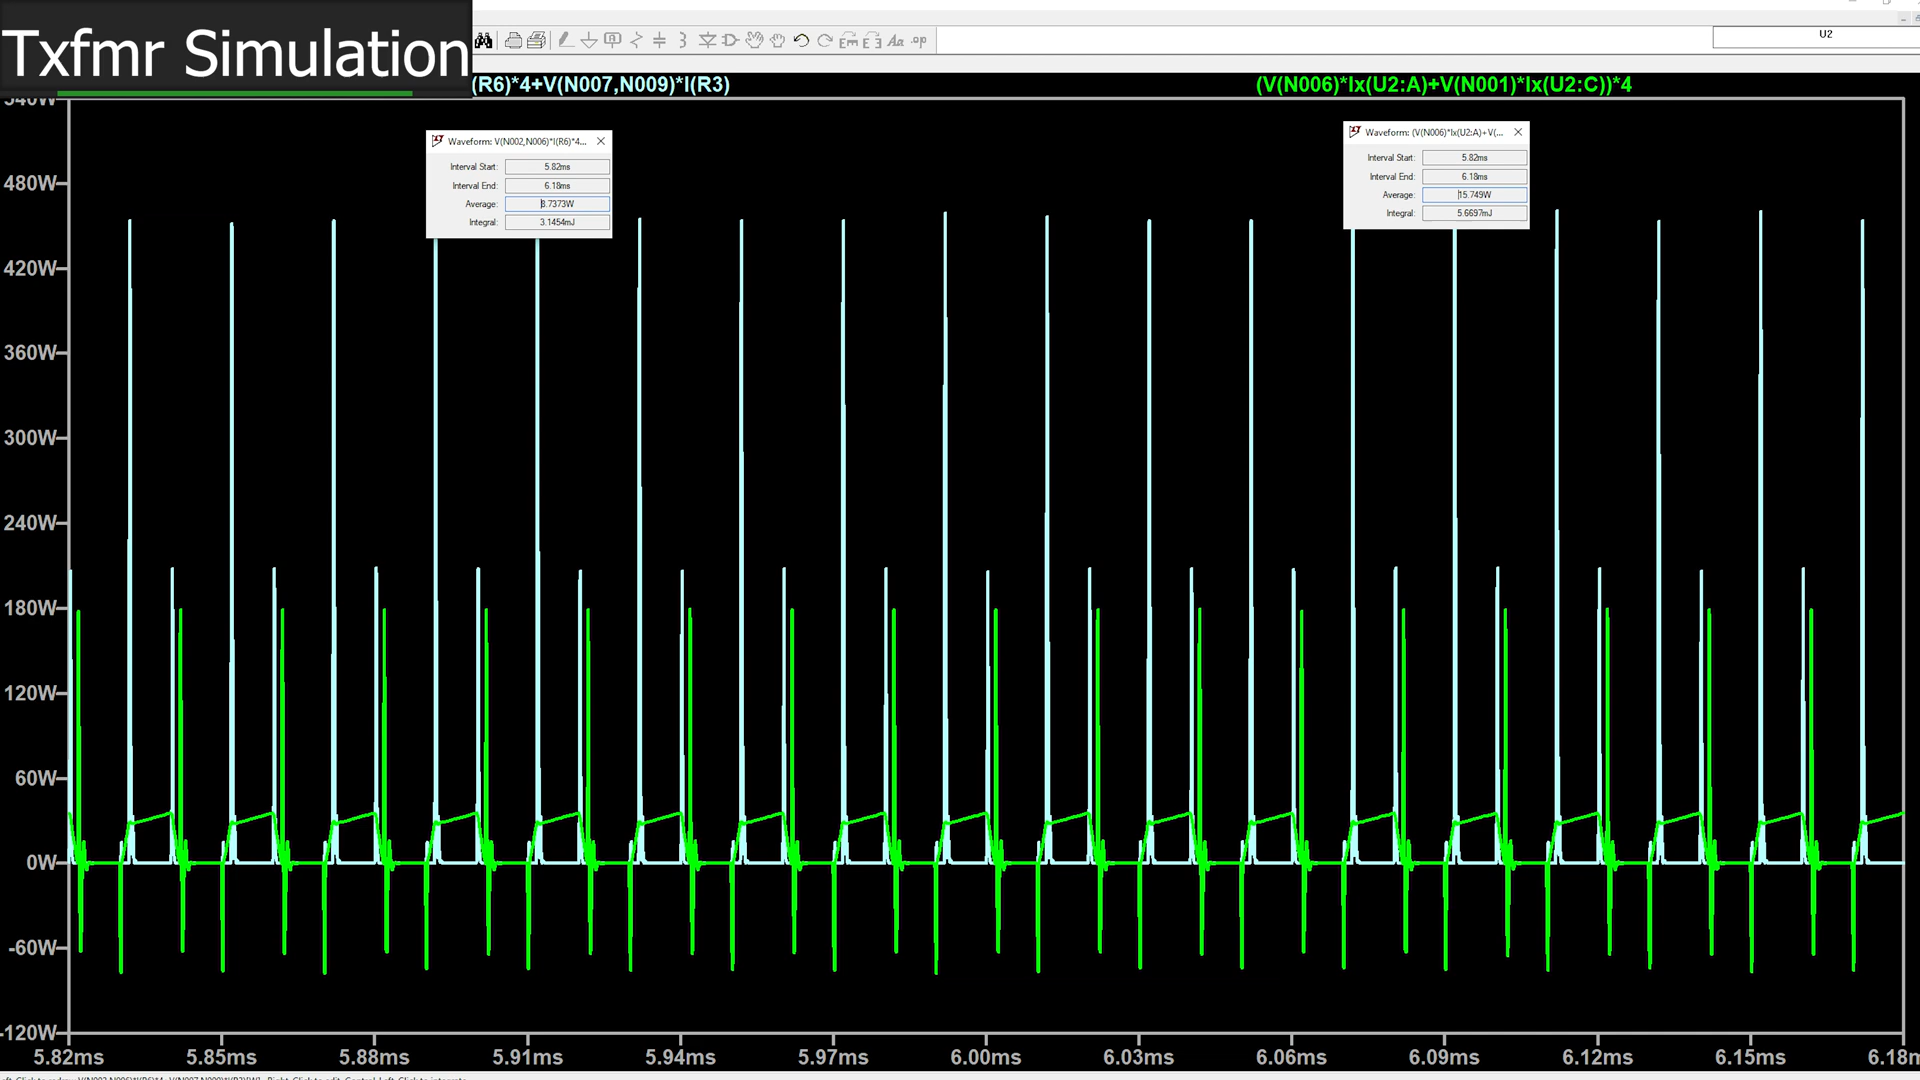 Txfmr Simulation
U2
(R6)*4+V(N007,N009)*I(R3)
(V(N006)*Ix(U2:A)+V(N001)*Ix(U2:C))*4
Waveform: V(N002,N006)*I(R6)*4...
Interval Start: 5.82ms
Interval End: 6.18ms
Average: 8.7373W
Integral: 3.1454mJ
Waveform: (V(N006)*Ix(U2:A)+V(...
Interval Start: 5.82ms
Interval End: 6.18ms
Average: 15.749W
Integral: 5.6697mJ
540W
480W
420W
360W
300W
240W
180W
120W
60W
0W
-60W
-120W
5.82ms 5.85ms 5.88ms 5.91ms 5.94ms 5.97ms 6.00ms 6.03ms 6.06ms 6.09ms 6.12ms 6.15ms 6.18m